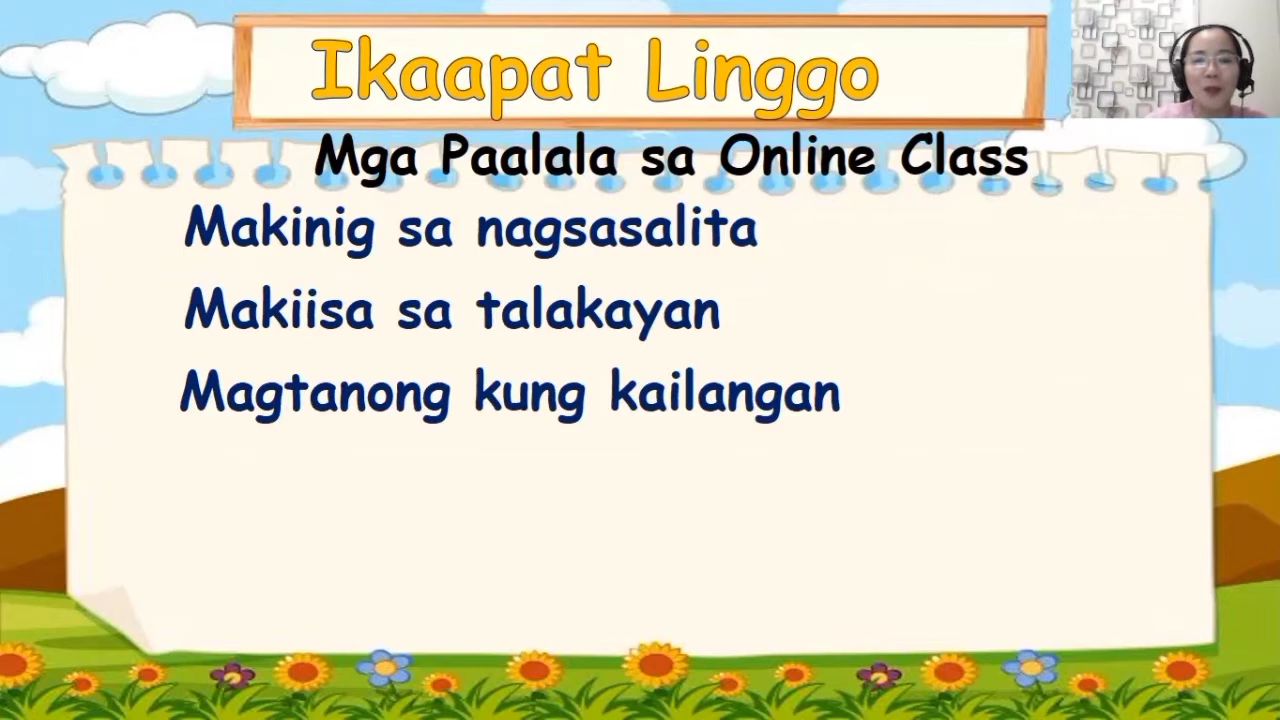 Ikaapat Linggo
Mga Paalala sa Online Class
Makinig sa nagsasalita
Makiisa sa talakayan
Magtanong kung kailangan